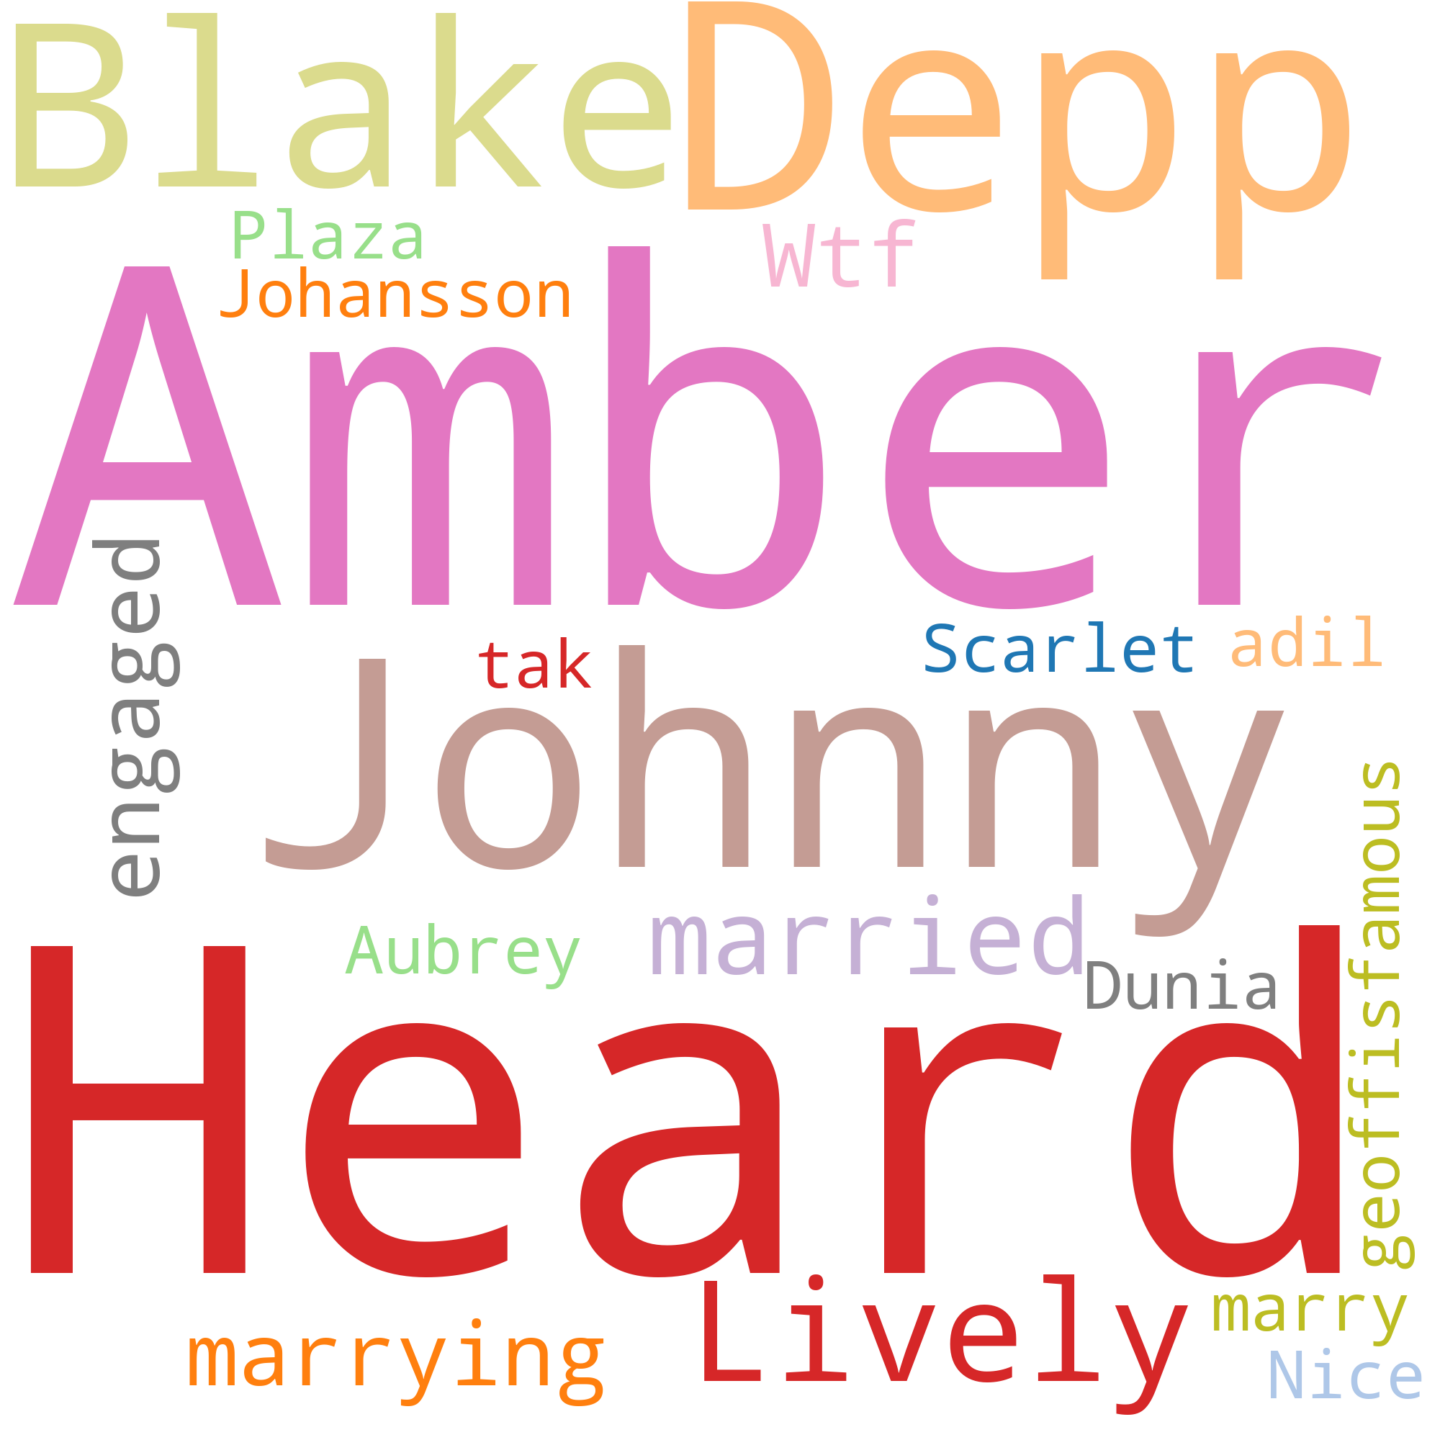 Blake
Depp
Plaza
Wtf
Johansson
Amber
engaged
tak
Scarlet
adil
Johnny
geoffisfamous
Aubrey
married
Dunia
Heard
Lively
marry
marrying
Nice